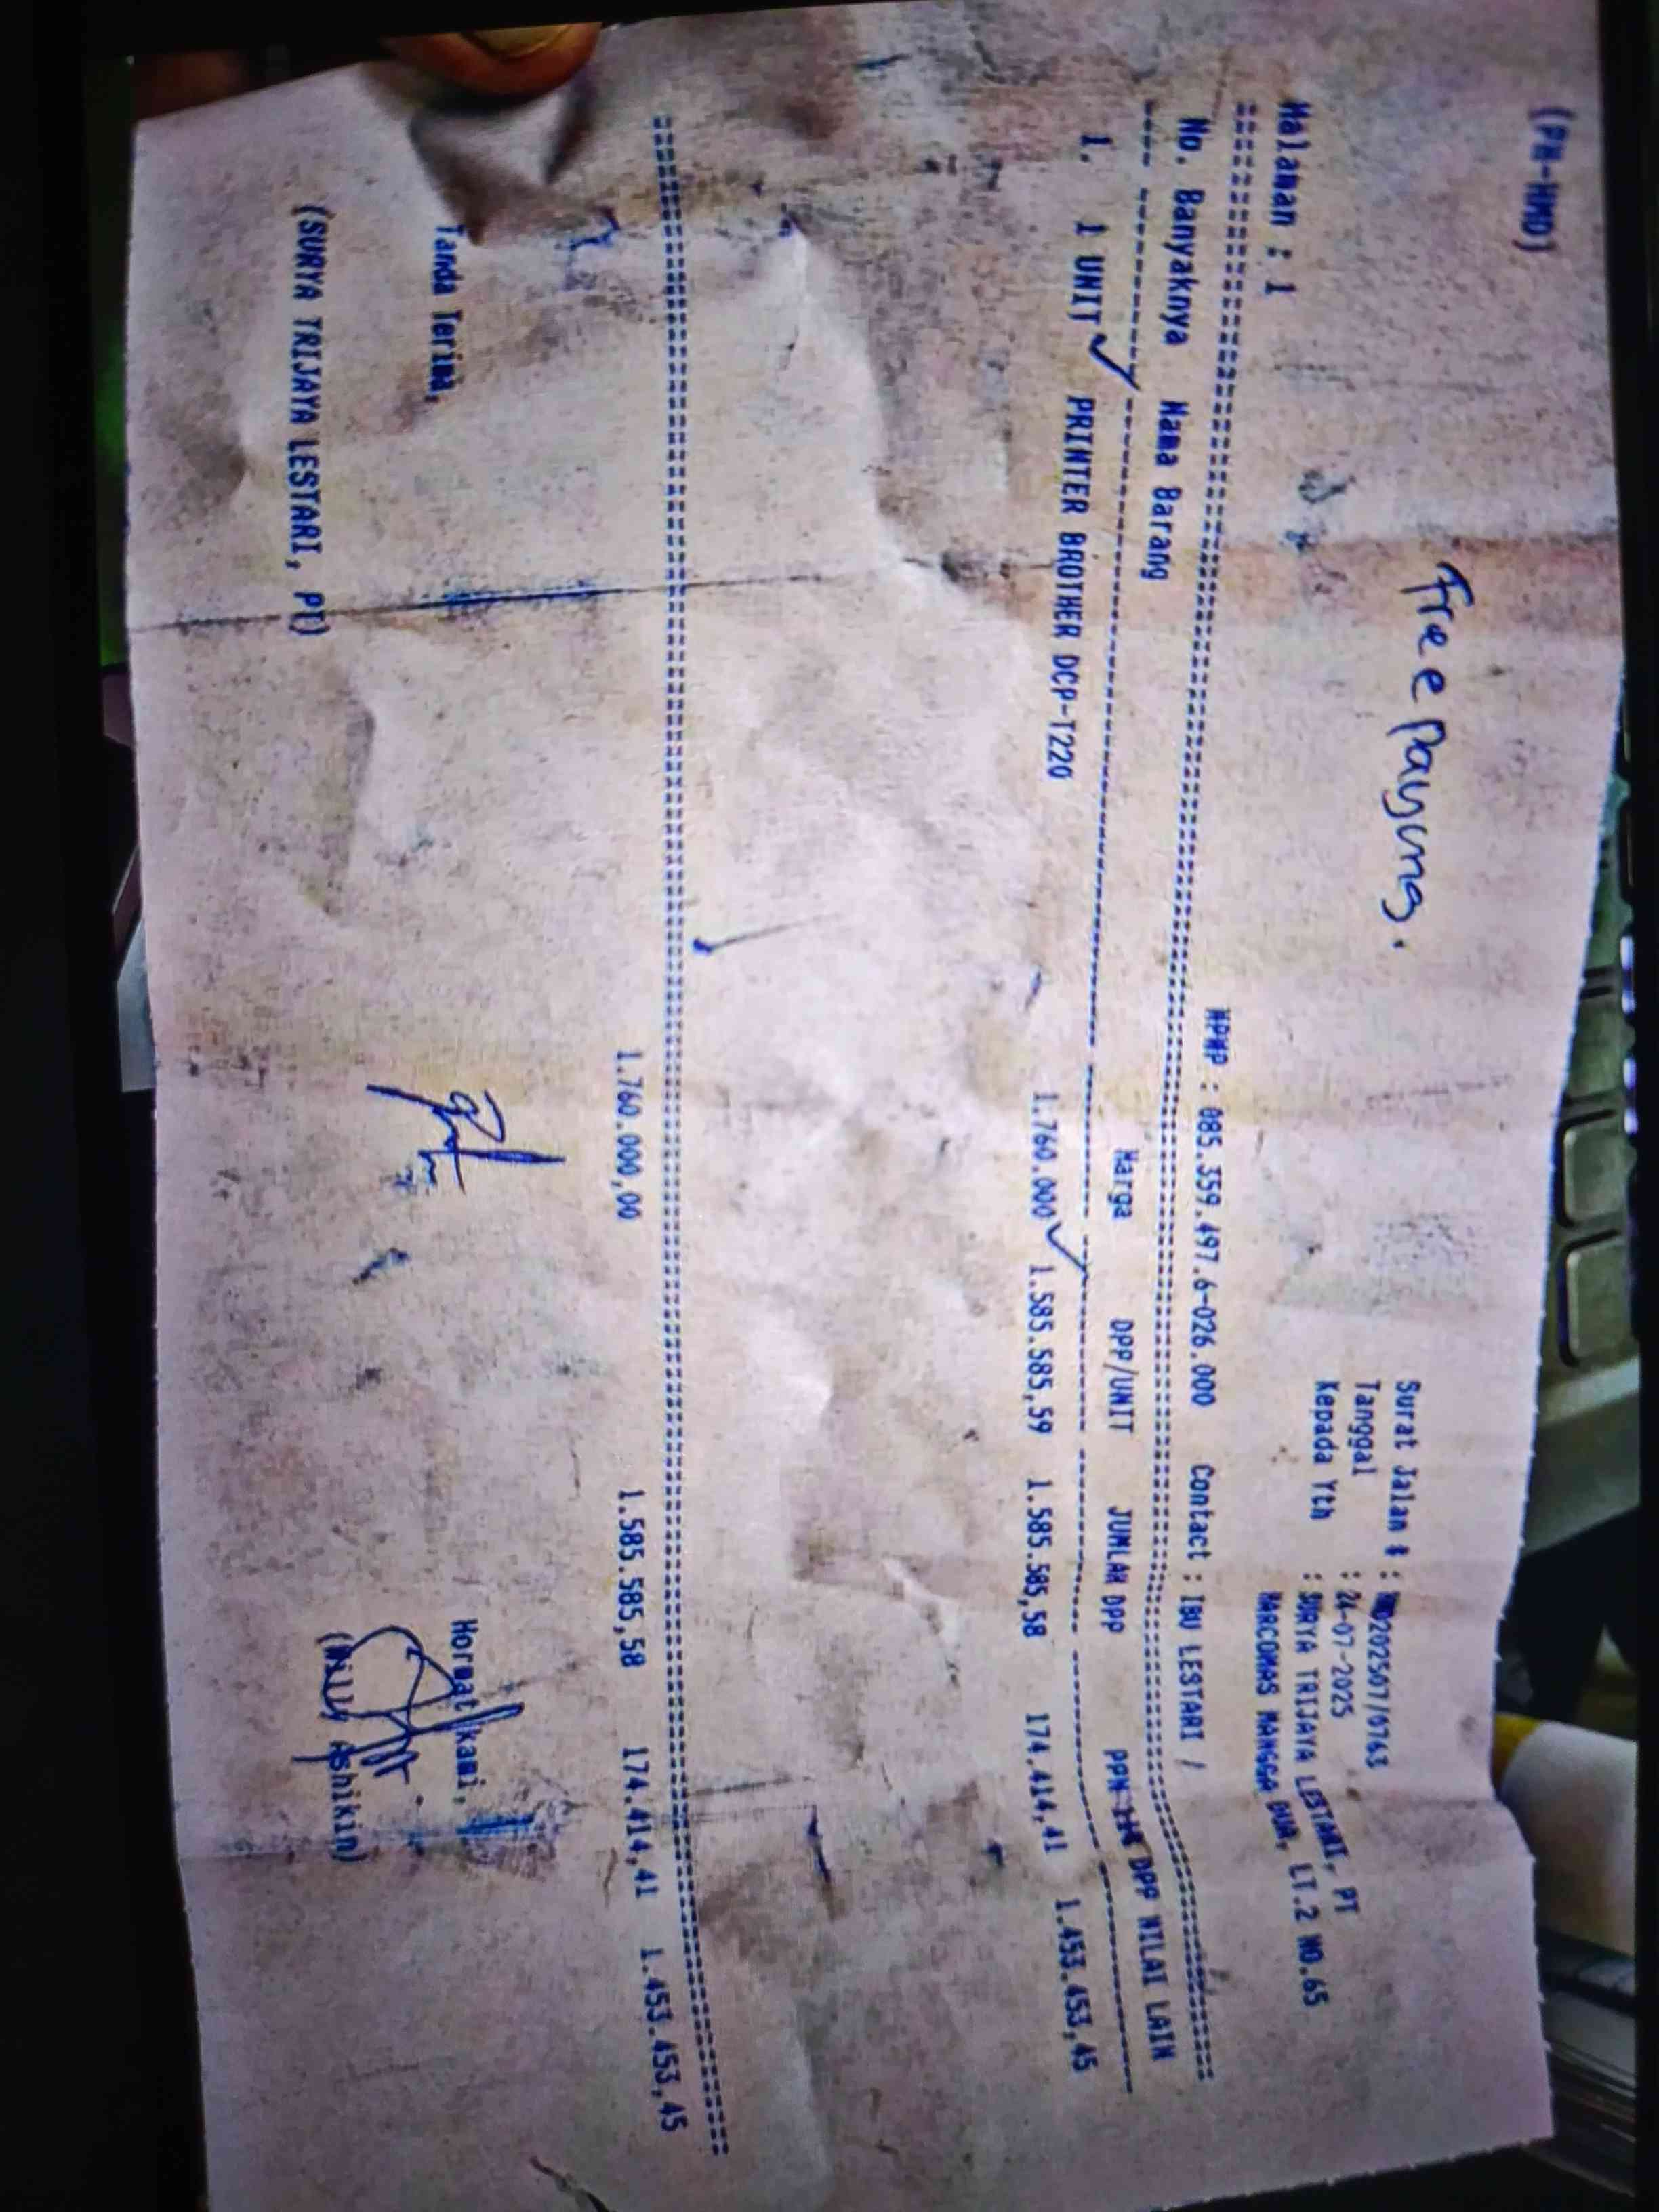 (PB-HMD)
Free Payung.
Surat Jalan # : 202507/0763
Tanggal : 24-07-2025
Kepada Yth : SURYA TRIJAYA LESTARI, PT
HARCOMAS MANGGA DUA, LT.2 NO.65
Halaman : 1
NPWP : 085.359.497.6-026.000 Contact : IBU LESTARI /
No. Banyaknya Nama Barang Harga DPP/UNIT JUMLAH DPP PPN DPP NILAI LAIN
1. 1 UNIT PRINTER BROTHER DCP-T220 1.760.000 1.585.585,59 1.585.585,58 174.414,41 1.453.453,45
1.760.000,00 1.585.585,58 174.414,41 1.453.453,45
Tanda Terima, Hormat kami,
(SURYA TRIJAYA LESTARI, PT) Ashikin)